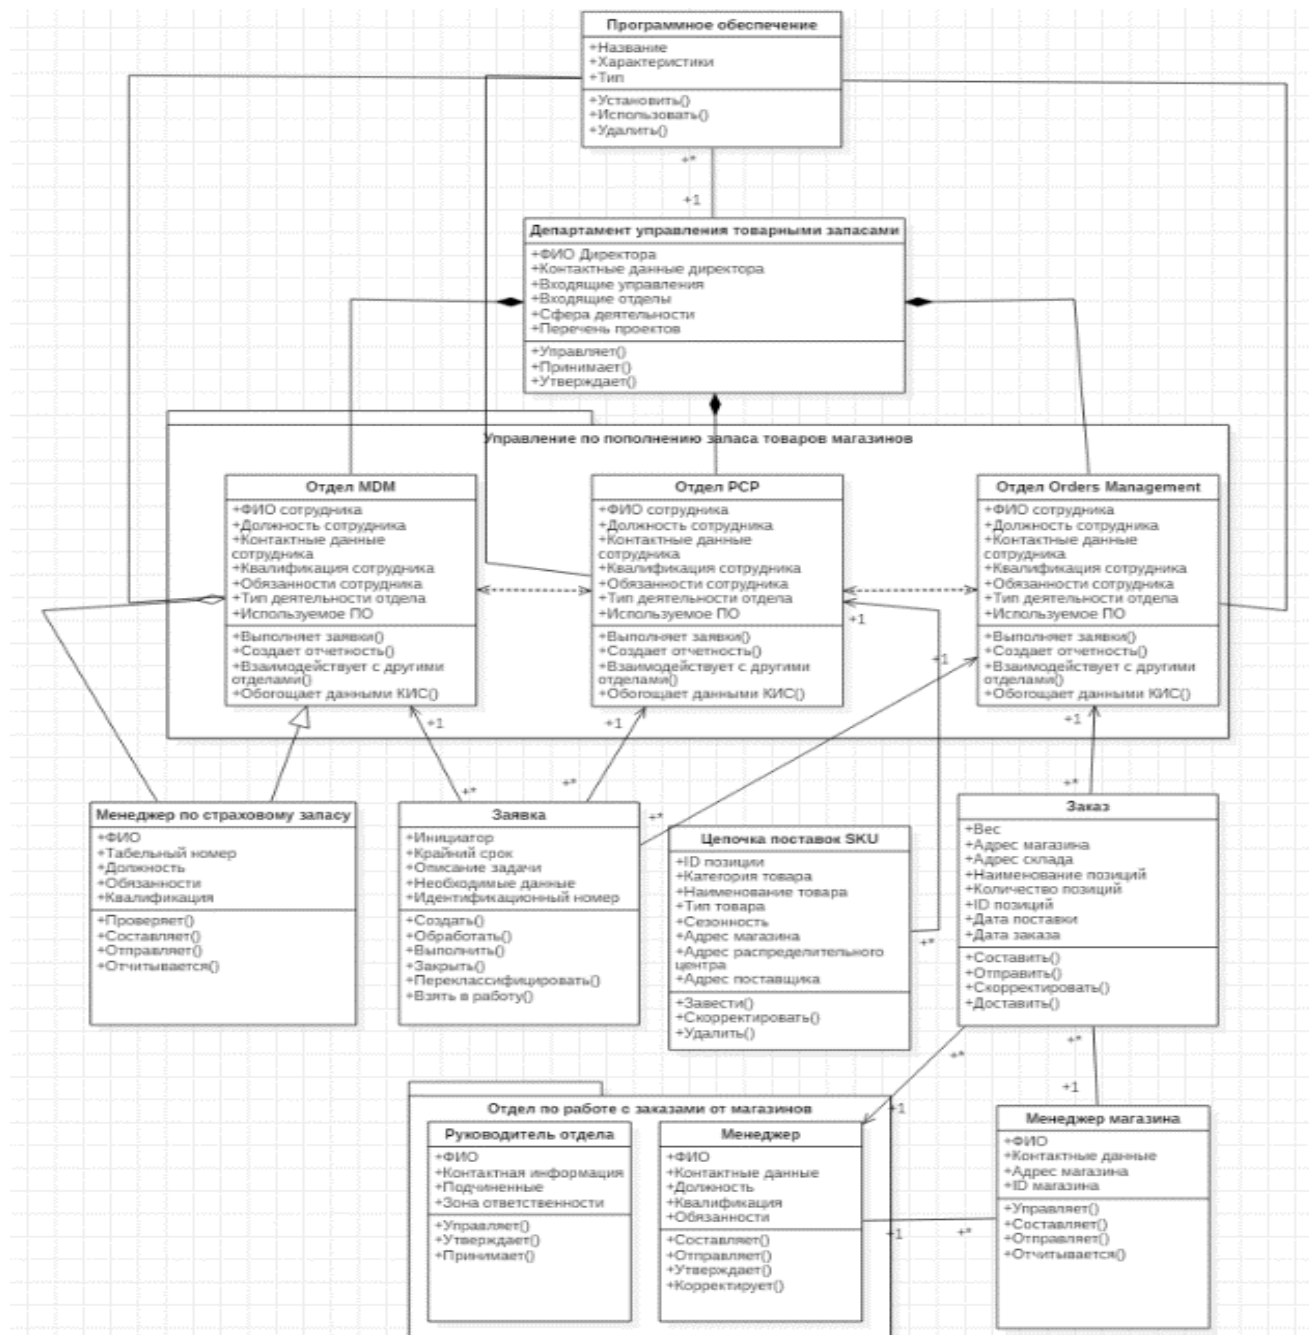 Программное обеспечение
+Название
+Характеристики
+Тип
+Установить()
+Использовать()
+Удалить()
+*
+1
Департамент управления товарными запасами
+ФИО Директора
+Контактные данные директора
+Входящие управления
+Входящие отделы
+Сфера деятельности
+Перечень проектов
+Управляет()
+Принимает()
+Утверждает()
Управление по пополнению запаса товаров магазинов
Отдел MDM
+ФИО сотрудника
+Должность сотрудника
+Контактные данные
сотрудника
+Квалификация сотрудника
+Обязанности сотрудника
+Тип деятельности отдела
+Используемое ПО
+Выполняет заявки()
+Создает отчетность()
+Взаимодействует с другими
отделами()
+Обогощает данными КИС()
Отдел PCP
+ФИО сотрудника
+Должность сотрудника
+Контактные данные
сотрудника
+Квалификация сотрудника
+Обязанности сотрудника
+Тип деятельности отдела
+Используемое ПО
+Выполняет заявки()
+Создает отчетность()
+Взаимодействует с другими
отделами()
+Обогощает данными КИС()
Отдел Orders Management
+ФИО сотрудника
+Должность сотрудника
+Контактные данные
сотрудника
+Квалификация сотрудника
+Обязанности сотрудника
+Тип деятельности отдела
+Используемое ПО
+Выполняет заявки()
+Создает отчетность()
+Взаимодействует с другими
отделами()
+Обогощает данными КИС()
+1
+1
+1
+1
+1
+*
+*
+*
+*
Менеджер по страховому запасу
+ФИО
+Табельный номер
+Должность
+Обязанности
+Квалификация
+Проверяет()
+Составляет()
+Отправляет()
+Отчитывается()
Заявка
+Инициатор
+Крайний срок
+Описание задачи
+Необходимые данные
+Идентификационный номер
+Создать()
+Обработать()
+Выполнить()
+Закрыть()
+Переклассифицировать()
+Взять в работу()
Цепочка поставок SKU
+ID позиции
+Категория товара
+Наименование товара
+Тип товара
+Сезонность
+Адрес магазина
+Адрес распределительного
центра
+Адрес поставщика
+Завести()
+Скорректировать()
+Удалить()
+*
Заказ
+Вес
+Адрес магазина
+Адрес склада
+Наименование позиций
+Количество позиций
+ID позиций
+Дата поставки
+Дата заказа
+Составить()
+Отправить()
+Скорректировать()
+Доставить()
+*
+*
+1
+1
Отдел по работе с заказами от магазинов
Руководитель отдела
+ФИО
+Контактная информация
+Подчиненные
+Зона ответственности
+Управляет()
+Утверждает()
+Принимает()
Менеджер
+ФИО
+Контактные данные
+Должность
+Квалификация
+Обязанности
+Составляет()
+Отправляет()
+Утверждает()
+Корректирует()
+1
+*
Менеджер магазина
+ФИО
+Контактные данные
+Адрес магазина
+ID магазина
+Управляет()
+Составляет()
+Отправляет()
+Отчитывается()